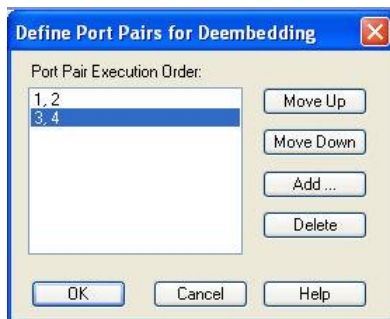 Define Port Pairs for Deembedding
Port Pair Execution Order:
1, 2
3, 4
Move Up
Move Down
Add ...
Delete
OK
Cancel
Help